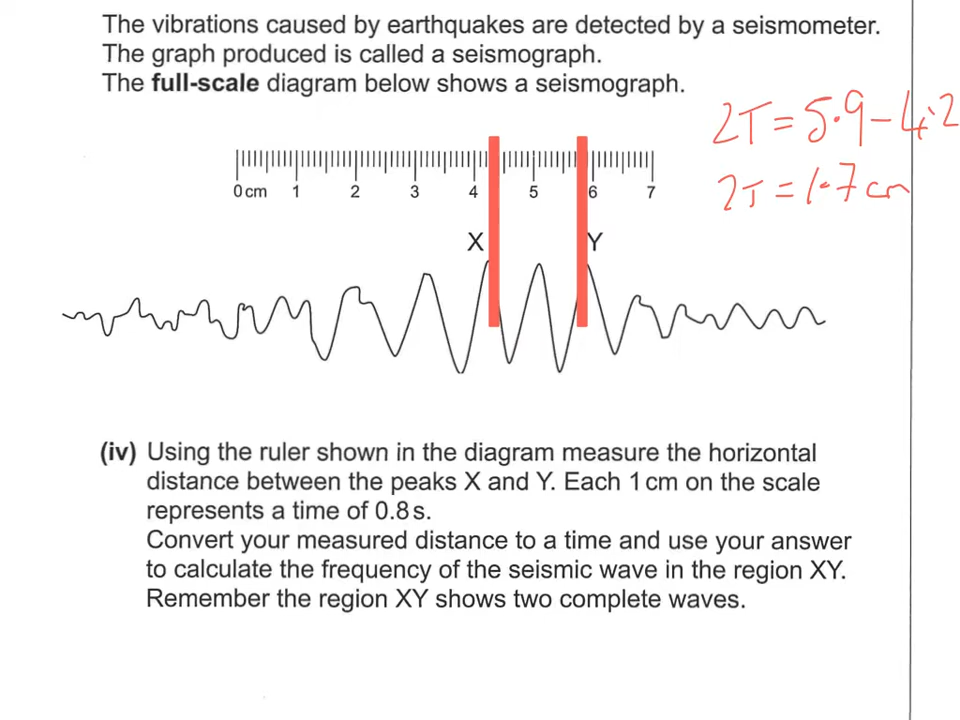 The vibrations caused by earthquakes are detected by a seismometer.
The graph produced is called a seismograph.
The full-scale diagram below shows a seismograph.
2T = 5.9 - 4.2
2T = 1.7 cm
0 cm 1 2 3 4 5 6 7
X Y
(iv) Using the ruler shown in the diagram measure the horizontal
distance between the peaks X and Y. Each 1 cm on the scale
represents a time of 0.8 s.
Convert your measured distance to a time and use your answer
to calculate the frequency of the seismic wave in the region XY.
Remember the region XY shows two complete waves.